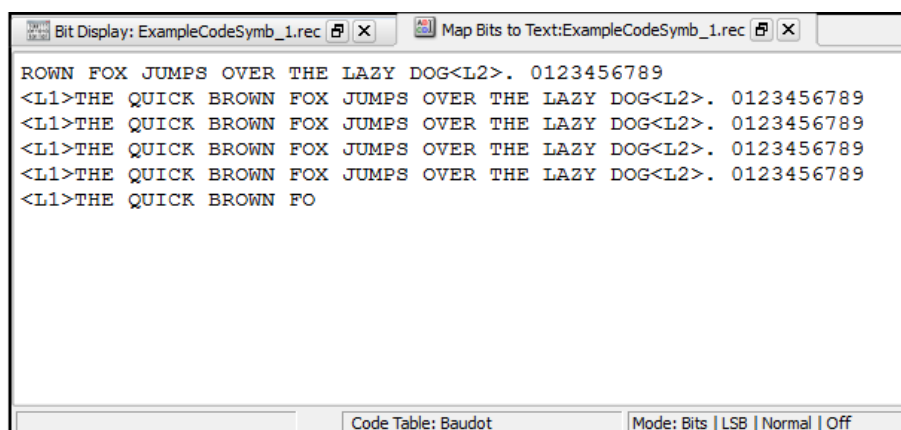 Bit Display: ExampleCodeSymb_1.rec Map Bits to Text:ExampleCodeSymb_1.rec
ROWN FOX JUMPS OVER THE LAZY DOG<L2>. 0123456789
<L1>THE QUICK BROWN FOX JUMPS OVER THE LAZY DOG<L2>. 0123456789
<L1>THE QUICK BROWN FOX JUMPS OVER THE LAZY DOG<L2>. 0123456789
<L1>THE QUICK BROWN FOX JUMPS OVER THE LAZY DOG<L2>. 0123456789
<L1>THE QUICK BROWN FOX JUMPS OVER THE LAZY DOG<L2>. 0123456789
<L1>THE QUICK BROWN FO
Code Table: Baudot Mode: Bits | LSB | Normal | Off